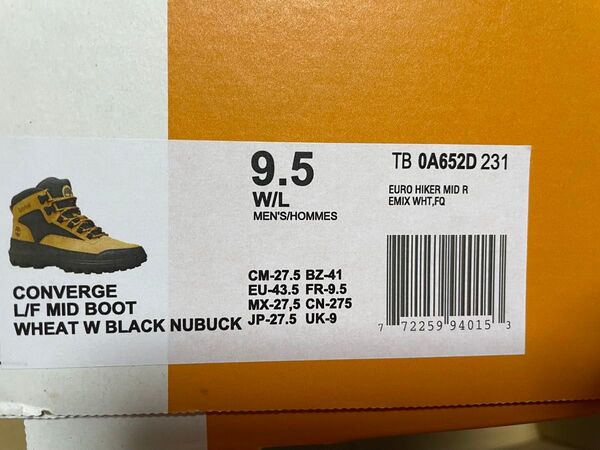 9.5
W/L
MEN'S/HOMMES
TB 0A652D 231
EURO HIKER MID R
EMIX WHT,FQ
CM-27.5 BZ-41
EU-43.5 FR-9.5
MX-27,5 CN-275
JP-27.5 UK-9
CONVERGE
L/F MID BOOT
WHEAT W BLACK NUBUCK
7 72259 94015 3